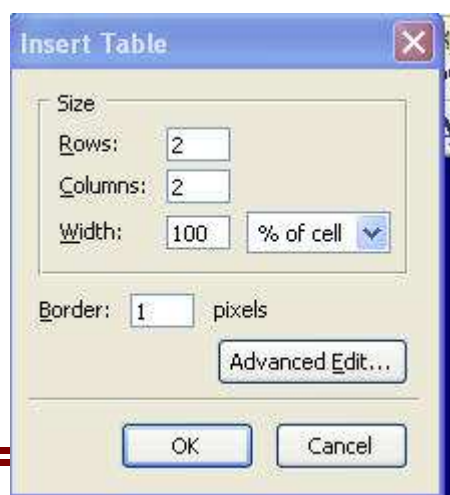 Insert Table
Size
Rows: 2
Columns: 2
Width: 100 % of cell
Border: 1 pixels
Advanced Edit...
OK Cancel